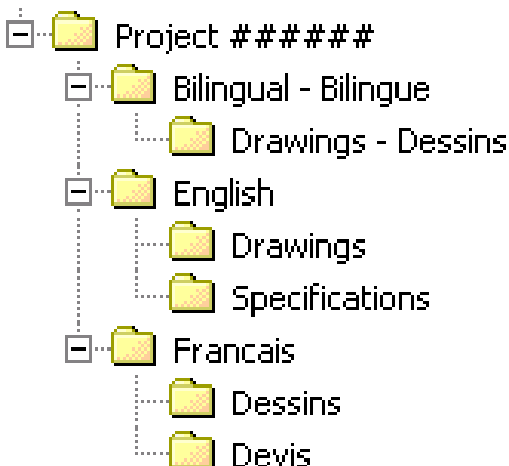 Project ######
Bilingual - Bilingue
Drawings - Dessins
English
Drawings
Specifications
Francais
Dessins
Devis